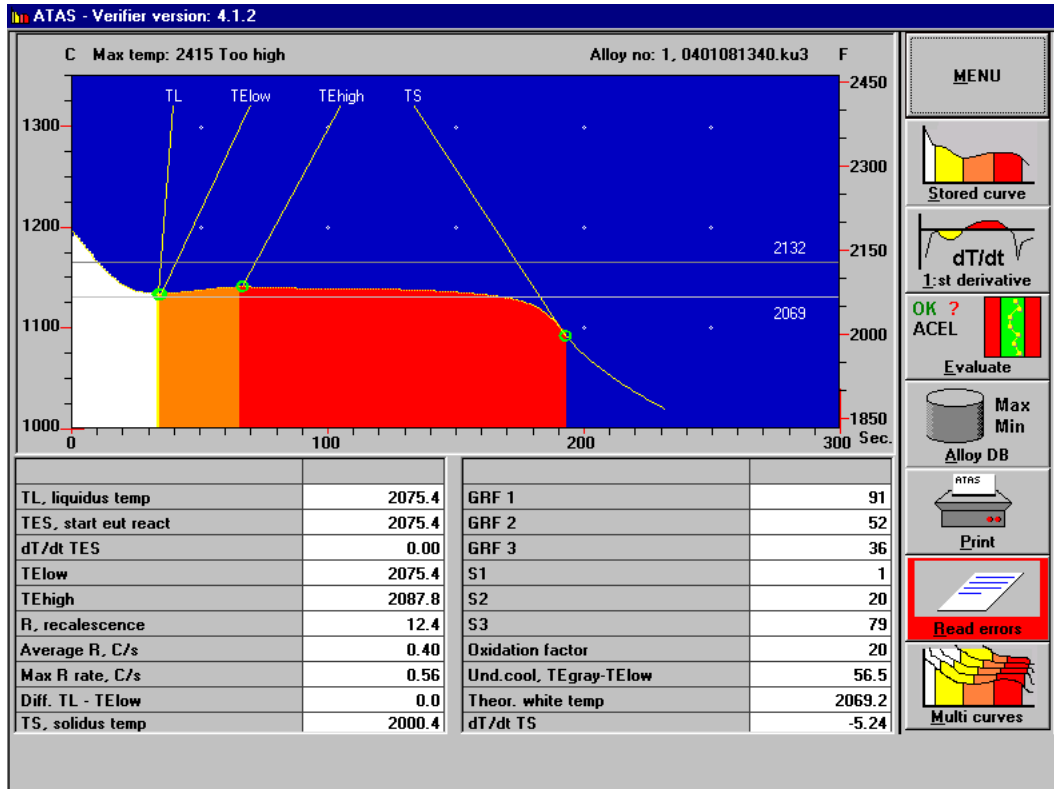 ATAS - Verifier version: 4.1.2
C Max temp: 2415 Too high Alloy no: 1, 0401081340.ku3 F
TL TElow TEhigh TS
2450
1300
2300
1200
2150
2132
2069
1100
2000
1000
1850
0 100 200 300 Sec.
TL, liquidus temp 2075.4
TES, start eut react 2075.4
dT/dt TES 0.00
TElow 2075.4
TEhigh 2087.8
R, recalescence 12.4
Average R, C/s 0.40
Max R rate, C/s 0.56
Diff. TL - TElow 0.0
TS, solidus temp 2000.4
GRF 1 91
GRF 2 52
GRF 3 36
S1 1
S2 20
S3 79
Oxidation factor 20
Und.cool, TEgray-TElow 56.5
Theor. white temp 2069.2
dT/dt TS -5.24
MENU
Stored curve
dT/dt
1:st derivative
OK ?
ACEL
Evaluate
Max
Min
Alloy DB
ATAS
Print
Read errors
Multi curves